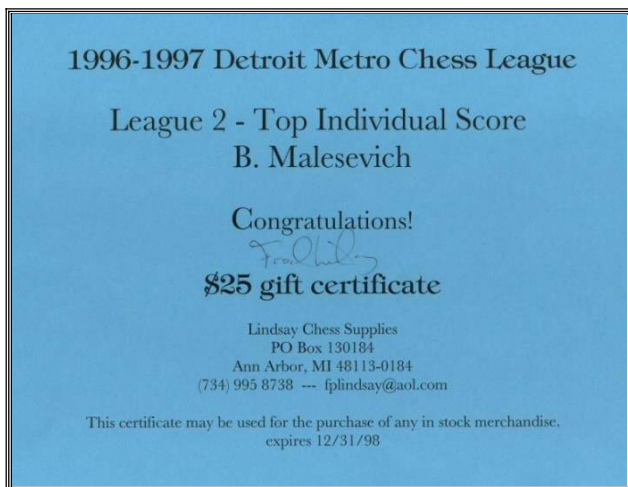 1996-1997 Detroit Metro Chess League
League 2 - Top Individual Score
B. Malesevich
Congratulations!
$25 gift certificate
Lindsay Chess Supplies
PO Box 130184
Ann Arbor, MI 48113-0184
(734) 995 8738 --- fplindsay@aol.com
This certificate may be used for the purchase of any in stock merchandise.
expires 12/31/98